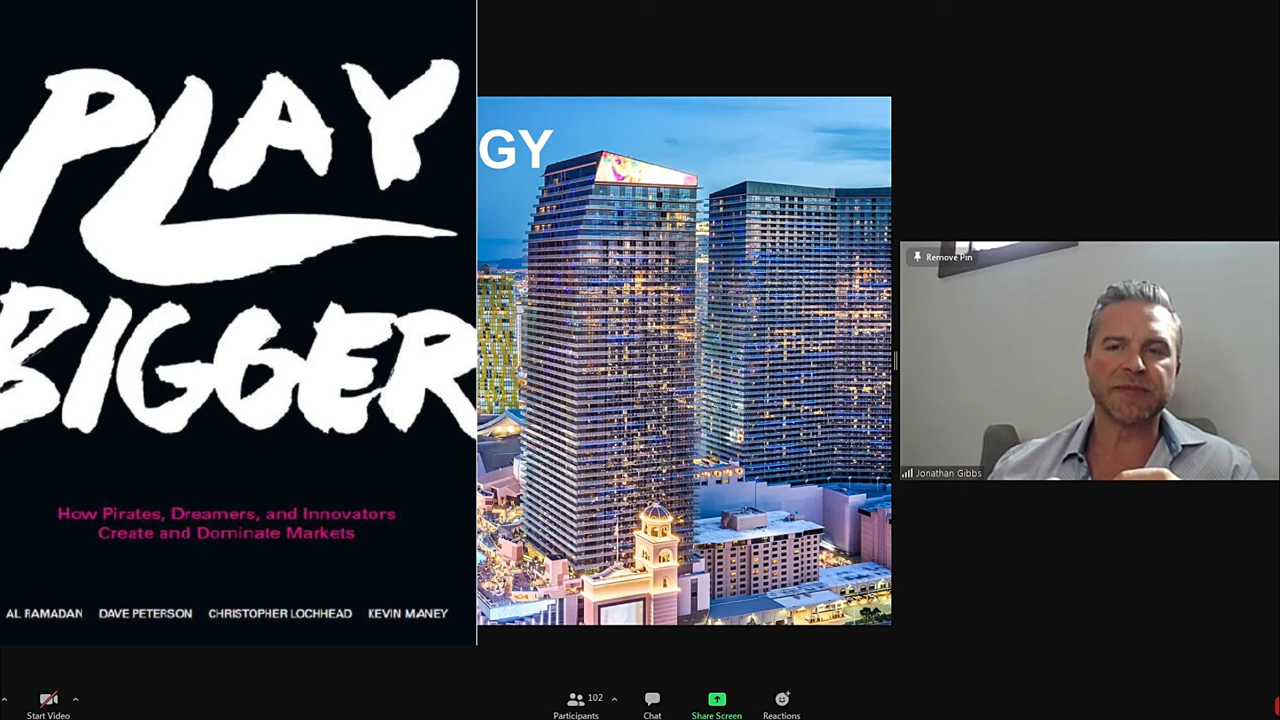 PLAY
BIGGER
How Pirates, Dreamers, and Innovators
Create and Dominate Markets
AL RAMADAN DAVE PETERSON CHRISTOPHER LOCHHEAD KEVIN MANEY
GY
Remove Pin
Jonathan Gibbs
Start Video
102
Participants
Chat
Share Screen
Reactions